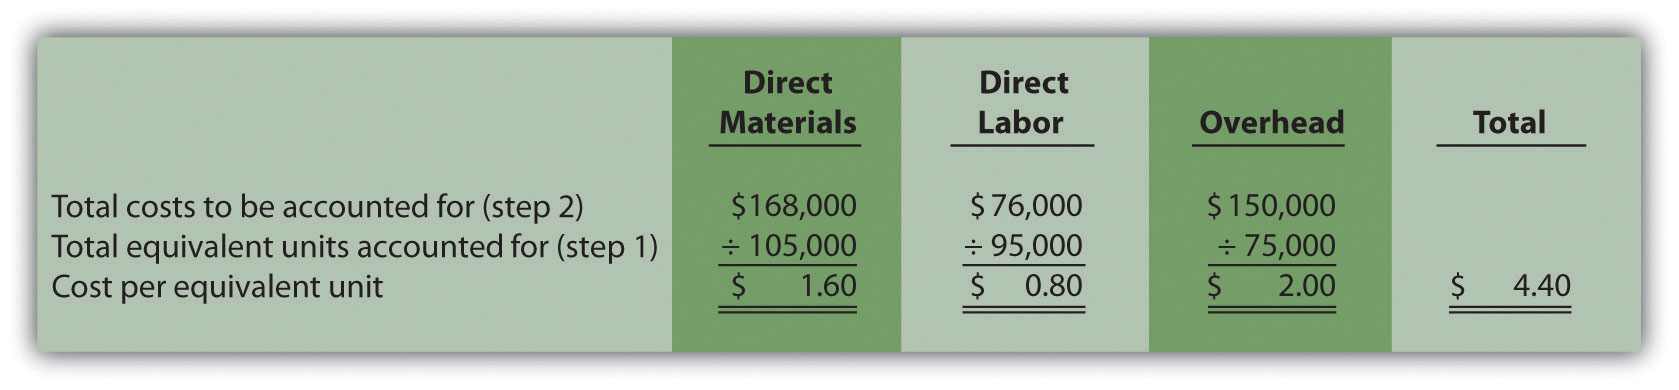 Direct Materials Direct Labor Overhead Total
Total costs to be accounted for (step 2) $168,000 $76,000 $150,000
Total equivalent units accounted for (step 1) ÷ 105,000 ÷ 95,000 ÷ 75,000
Cost per equivalent unit $ 1.60 $ 0.80 $ 2.00 $ 4.40